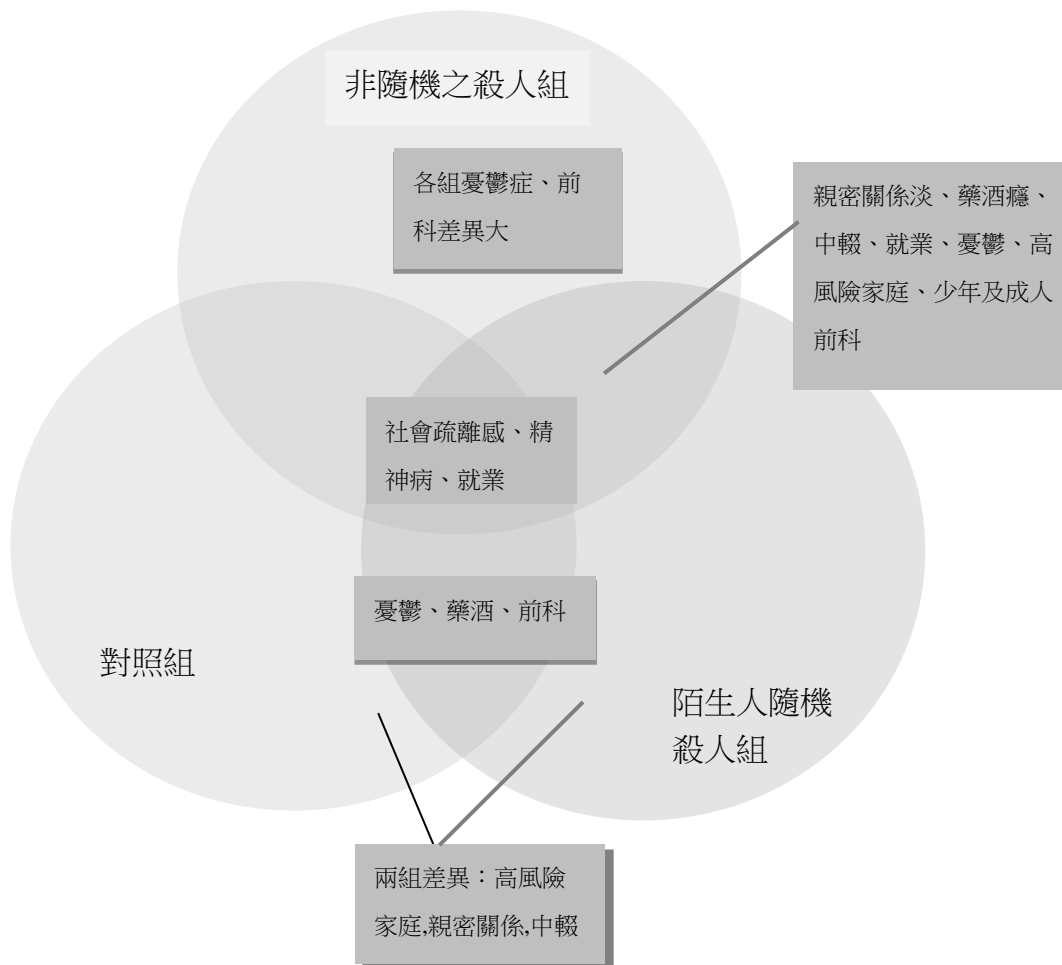 非隨機之殺人組
各組憂鬱症、前
科差異大
親密關係淡、藥酒癮、
中輟、就業、憂鬱、高
風險家庭、少年及成人
前科
社會疏離感、精
神病、就業
憂鬱、藥酒、前科
對照組
陌生人隨機
殺人組
兩組差異：高風險
家庭,親密關係,中輟